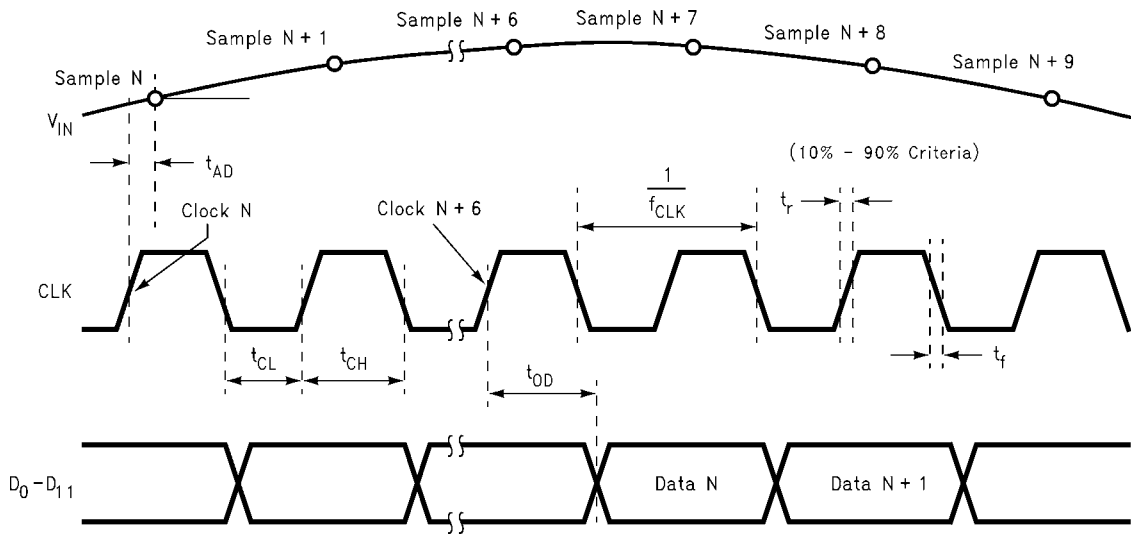 Sample N + 6
Sample N + 7
Sample N + 1
Sample N + 8
Sample N
Sample N + 9
V_IN
t_AD
(10% - 90% Criteria)
1
f_CLK
t_r
Clock N
Clock N + 6
CLK
t_CL
t_CH
t_OD
t_f
D_0 - D_11
Data N
Data N + 1